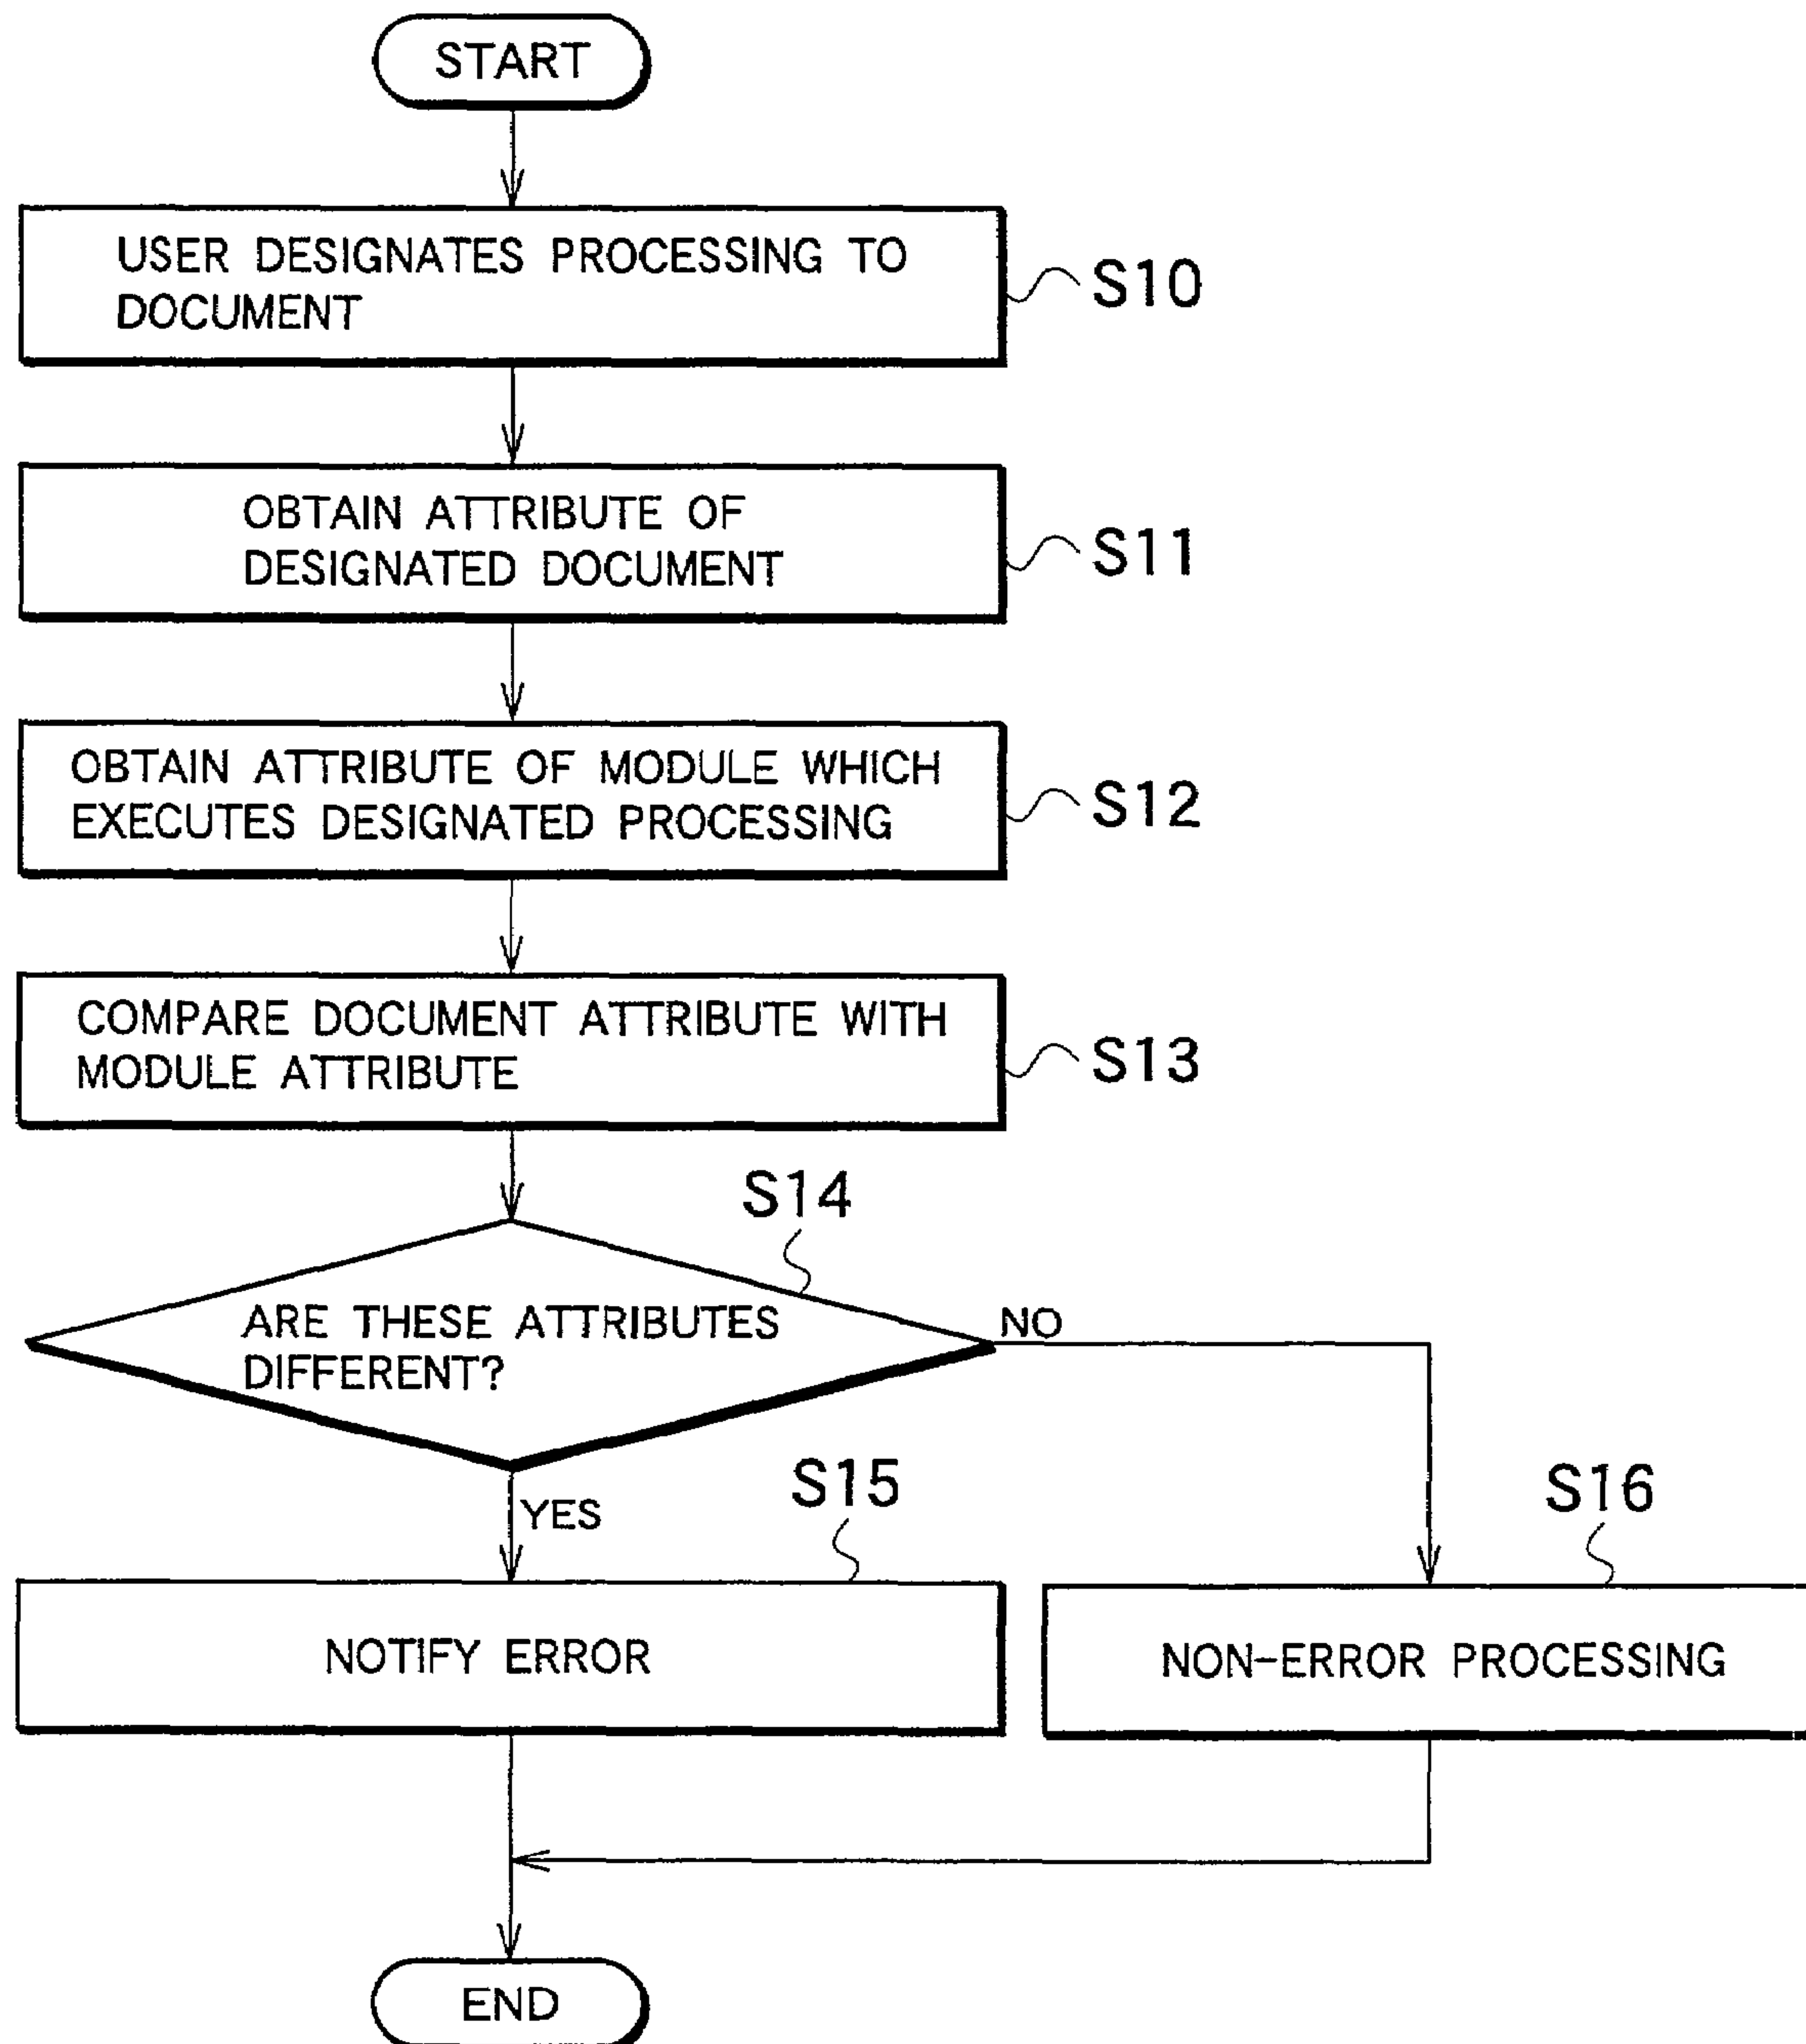 START
USER DESIGNATES PROCESSING TO
DOCUMENT
S10
OBTAIN ATTRIBUTE OF
DESIGNATED DOCUMENT
S11
OBTAIN ATTRIBUTE OF MODULE WHICH
EXECUTES DESIGNATED PROCESSING
S12
COMPARE DOCUMENT ATTRIBUTE WITH
MODULE ATTRIBUTE
S13
S14
ARE THESE ATTRIBUTES
DIFFERENT?
NO
YES
S15
NOTIFY ERROR
S16
NON-ERROR PROCESSING
END